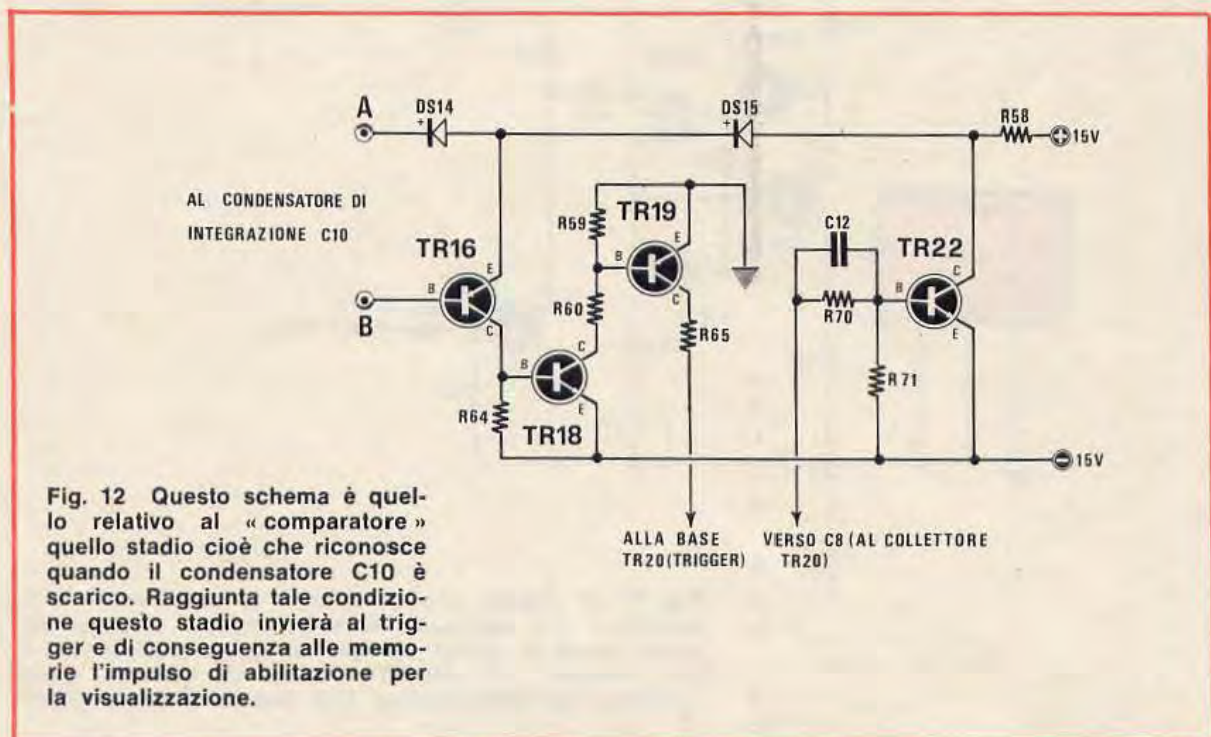 A
DS14
+
DS15
+
R58
+ 15V
AL CONDENSATORE DI
INTEGRAZIONE C10
TR16
B
E
C
B
R59
TR19
E
B
C
R60
R65
C
B
E
R64
TR18
C12
TR22
C
B
E
R70
R71
- 15V
ALLA BASE
TR20 (TRIGGER)
VERSO C8 (AL COLLETTORE
TR20)
Fig. 12 Questo schema è quel-
lo relativo al « comparatore »
quello stadio cioè che riconosce
quando il condensatore C10 è
scarico. Raggiunta tale condizio-
ne questo stadio invierà al trig-
ger e di conseguenza alle memo-
rie l'impulso di abilitazione per
la visualizzazione.